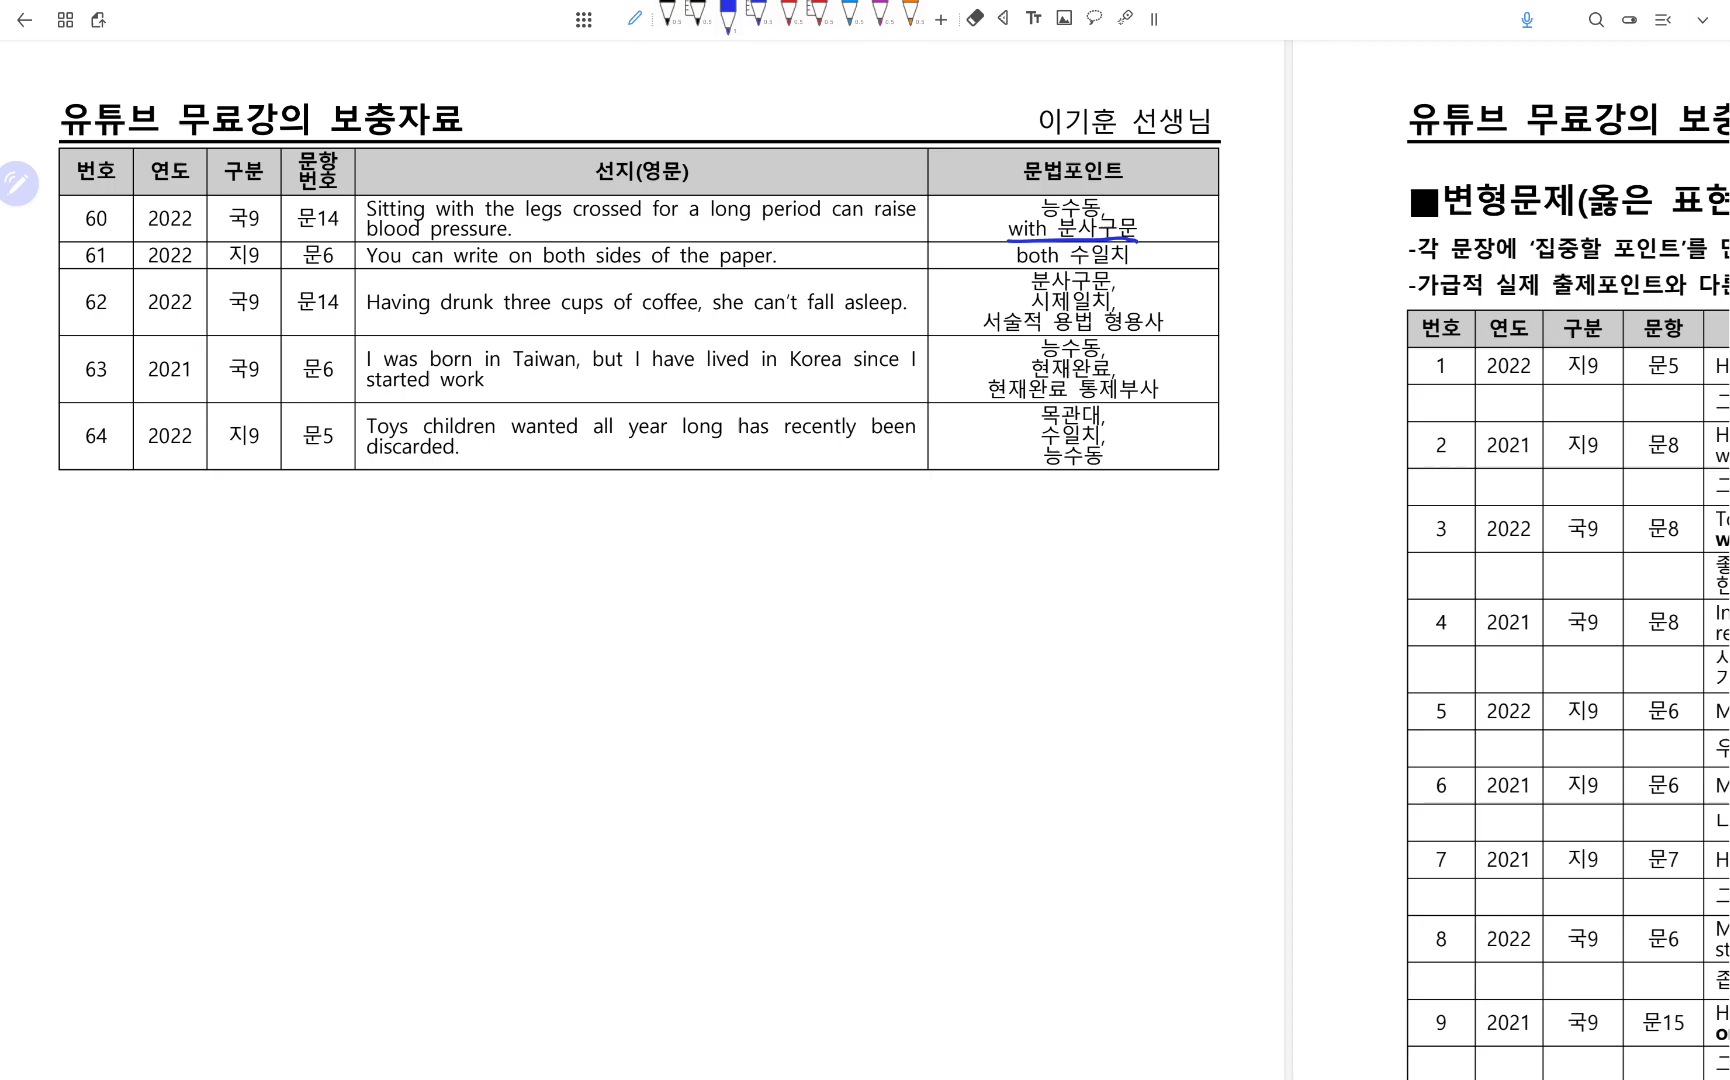 유튜브 무료강의 보충자료 이기훈 선생님
번호 연도 구분 문항번호 선지(영문) 문법포인트
60 2022 국9 문14 Sitting with the legs crossed for a long period can raise
blood pressure.
능수동,
with 분사구문
61 2022 지9 문6 You can write on both sides of the paper. both 수일치
62 2022 국9 문14 Having drunk three cups of coffee, she can't fall asleep.
분사구문,
시제일치,
서술적 용법 형용사
63 2021 국9 문6 I was born in Taiwan, but I have lived in Korea since I
started work
능수동,
현재완료,
현재완료 통제부사
64 2022 지9 문5 Toys children wanted all year long has recently been
discarded.
목관대,
수일치,
능수동
유튜브 무료강의
■변형문제(옳은
-각 문장에 '집중할 포인트'를
-가급적 실제 출제포인트와
번호 연도 구분 문항
1 2022 지9 문5 H
2 2021 지9 문8 H
w
3 2022 국9 문8
w
4 2021 국9 문8 In
re
5 2022 지9 문6 M
우
6 2021 지9 문6 M
7 2021 지9 문7 H
8 2022 국9 문6 M
st
9 2021 국9 문15 H